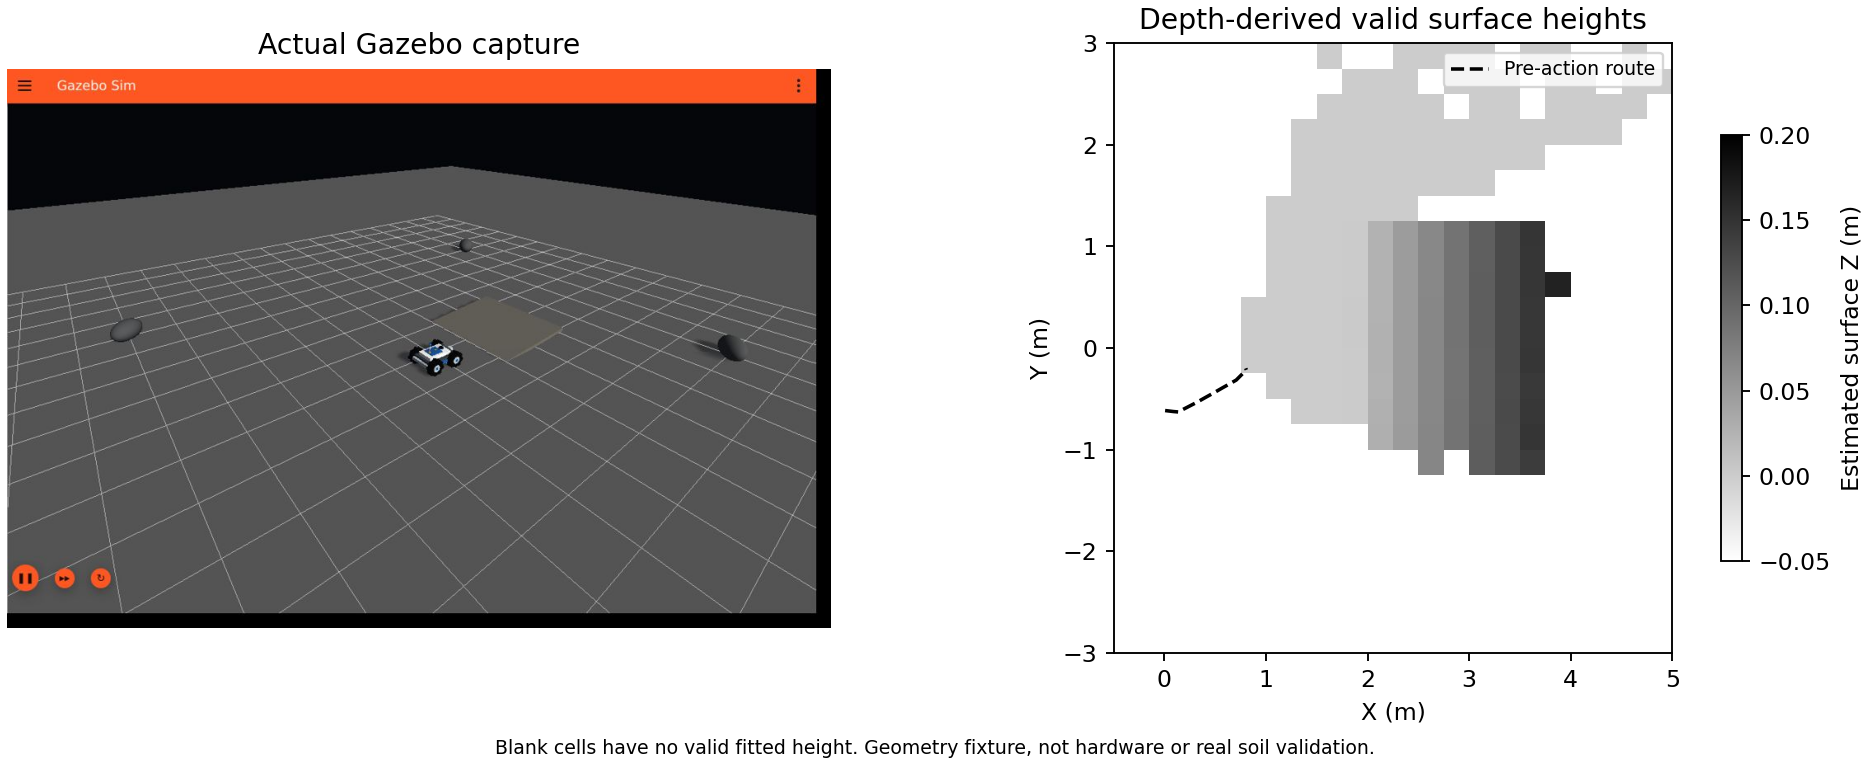 Actual Gazebo capture
Gazebo Sim
Depth-derived valid surface heights
Pre-action route
3
2
1
0
−1
−2
−3
Y (m)
0 1 2 3 4 5
X (m)
0.20
0.15
0.10
0.05
0.00
−0.05
Estimated surface Z (m)
Blank cells have no valid fitted height. Geometry fixture, not hardware or real soil validation.